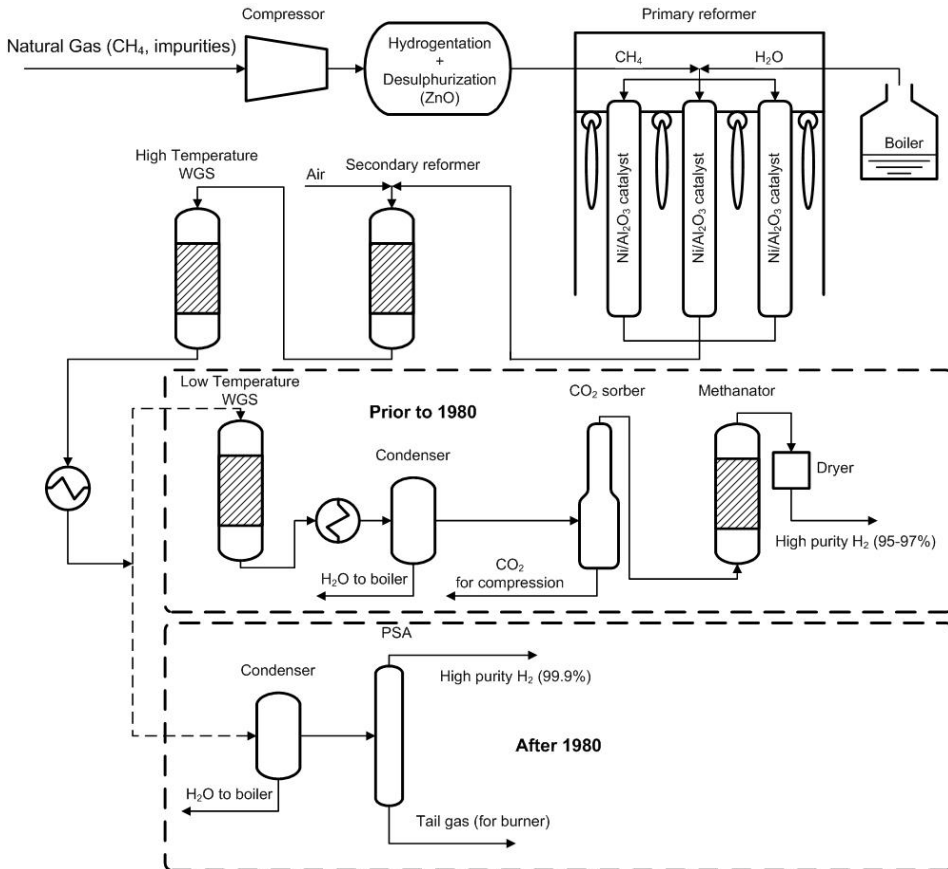 Compressor
Primary reformer
Natural Gas (CH₄, impurities)
Hydrogentation
+
Desulphurization
(ZnO)
CH₄
H₂O
Boiler
Ni/Al₂O₃ catalyst
Ni/Al₂O₃ catalyst
Ni/Al₂O₃ catalyst
High Temperature
WGS
Air
Secondary reformer
Low Temperature
WGS
Prior to 1980
CO₂ sorber
Methanator
Condenser
Dryer
High purity H₂ (95-97%)
H₂O to boiler
CO₂
for compression
PSA
Condenser
High purity H₂ (99.9%)
After 1980
H₂O to boiler
Tail gas (for burner)